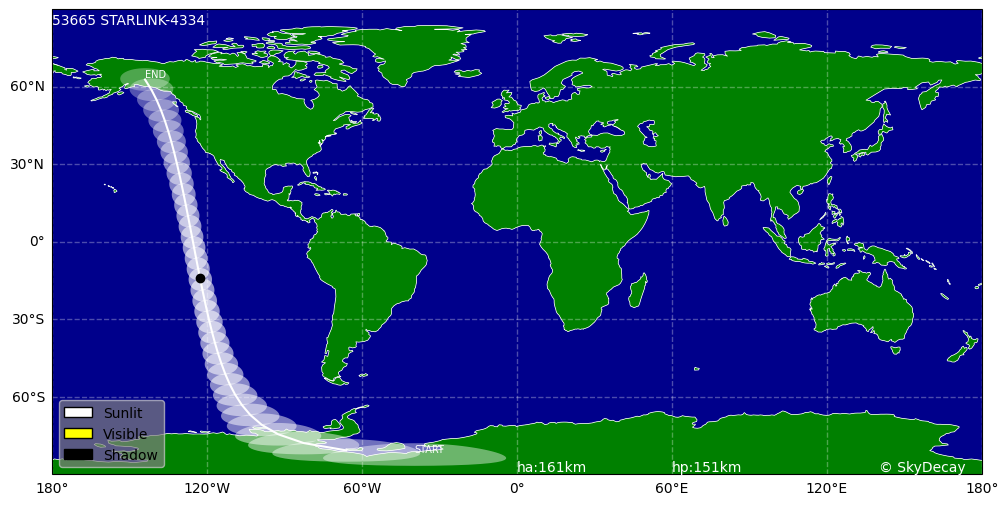 53665 STARLINK-4334
END
60°N
30°N
0°
30°S
60°S
Sunlit
Visible
Shadow
START
ha:161km
hp:151km
© SkyDecay
180°
120°W
60°W
0°
60°E
120°E
180°